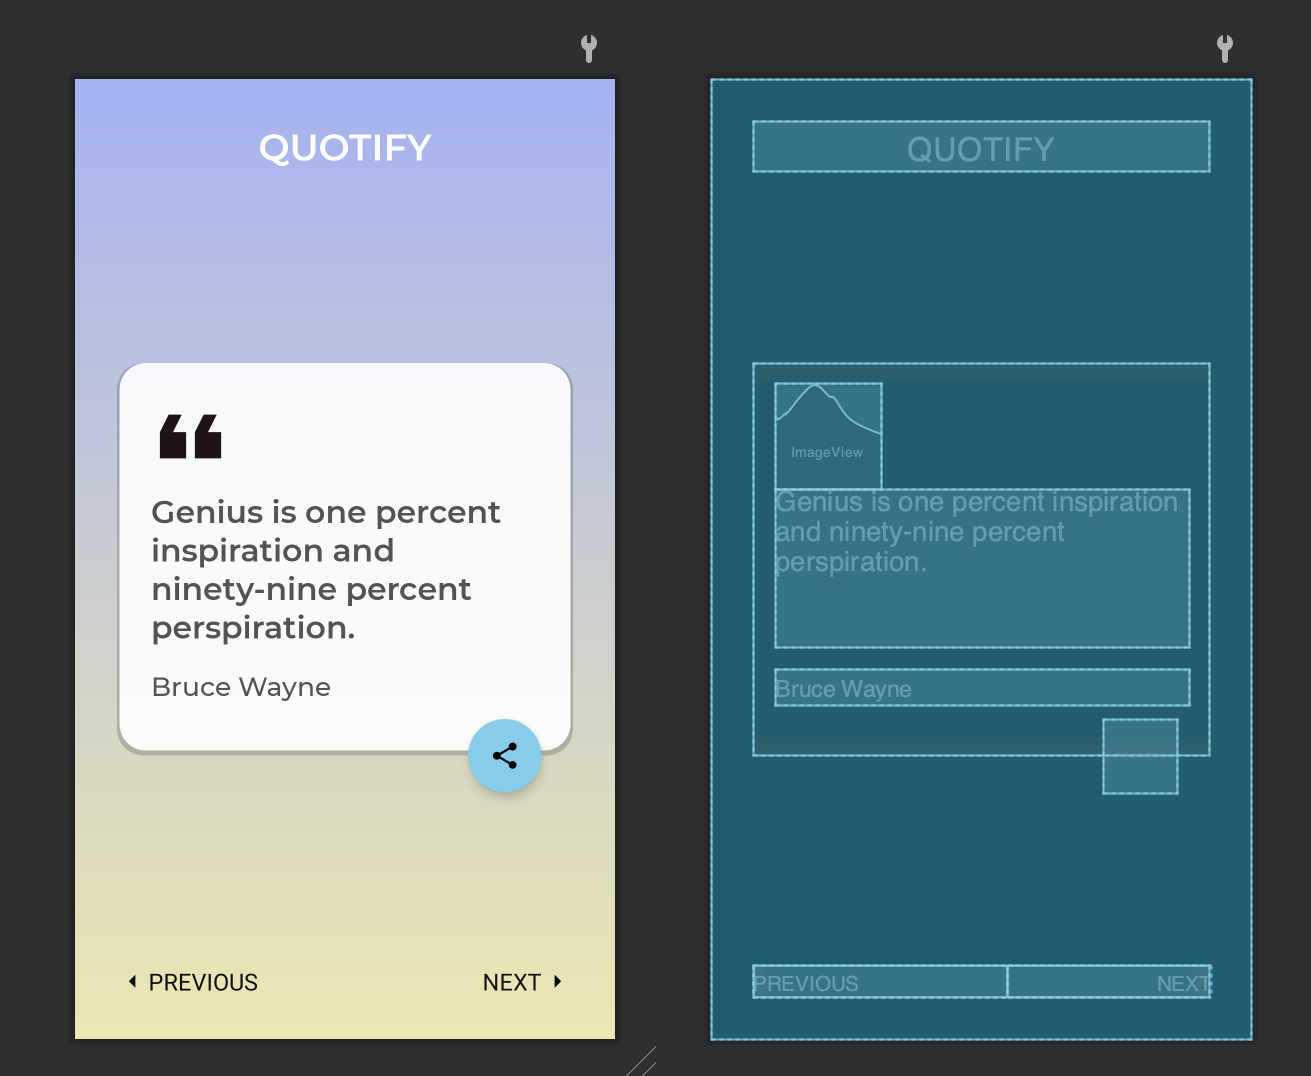 QUOTIFY
Genius is one percent
inspiration and
ninety-nine percent
perspiration.
Bruce Wayne
PREVIOUS
NEXT
QUOTIFY
ImageView
Genius is one percent inspiration
and ninety-nine percent
perspiration.
Bruce Wayne
PREVIOUS
NEXT